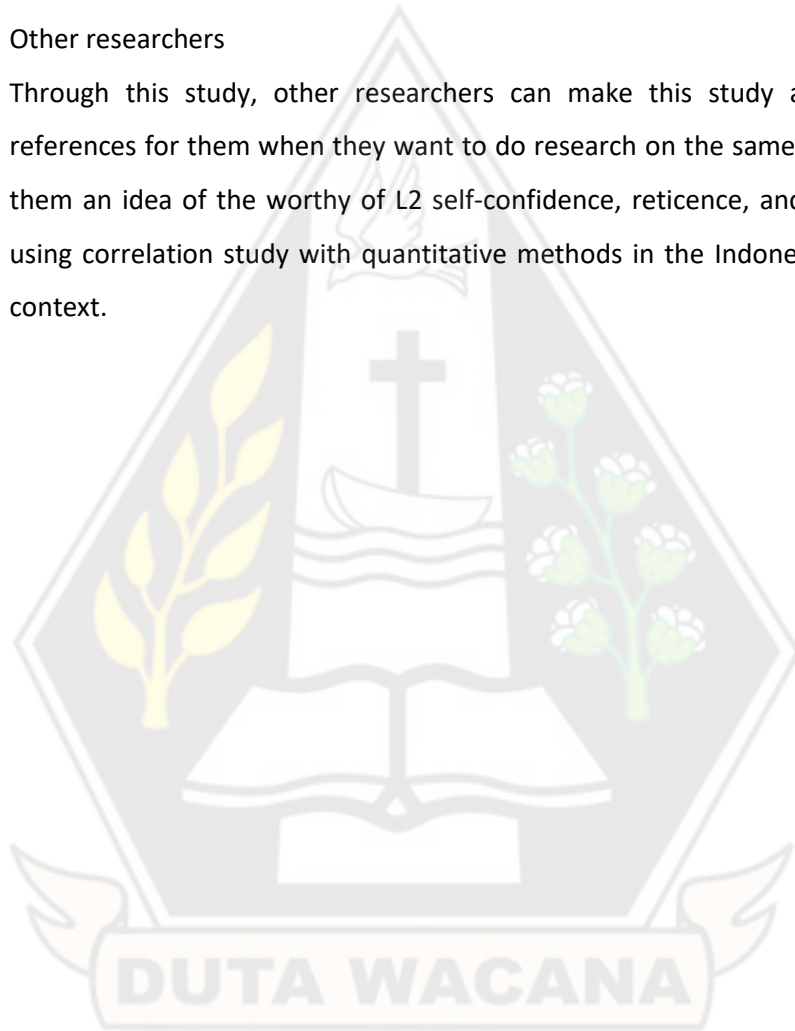 Other researchers
Through this study, other researchers can make this study a
references for them when they want to do research on the same
them an idea of the worthy of L2 self-confidence, reticence, and
using correlation study with quantitative methods in the Indone
context.
DUTA WACANA